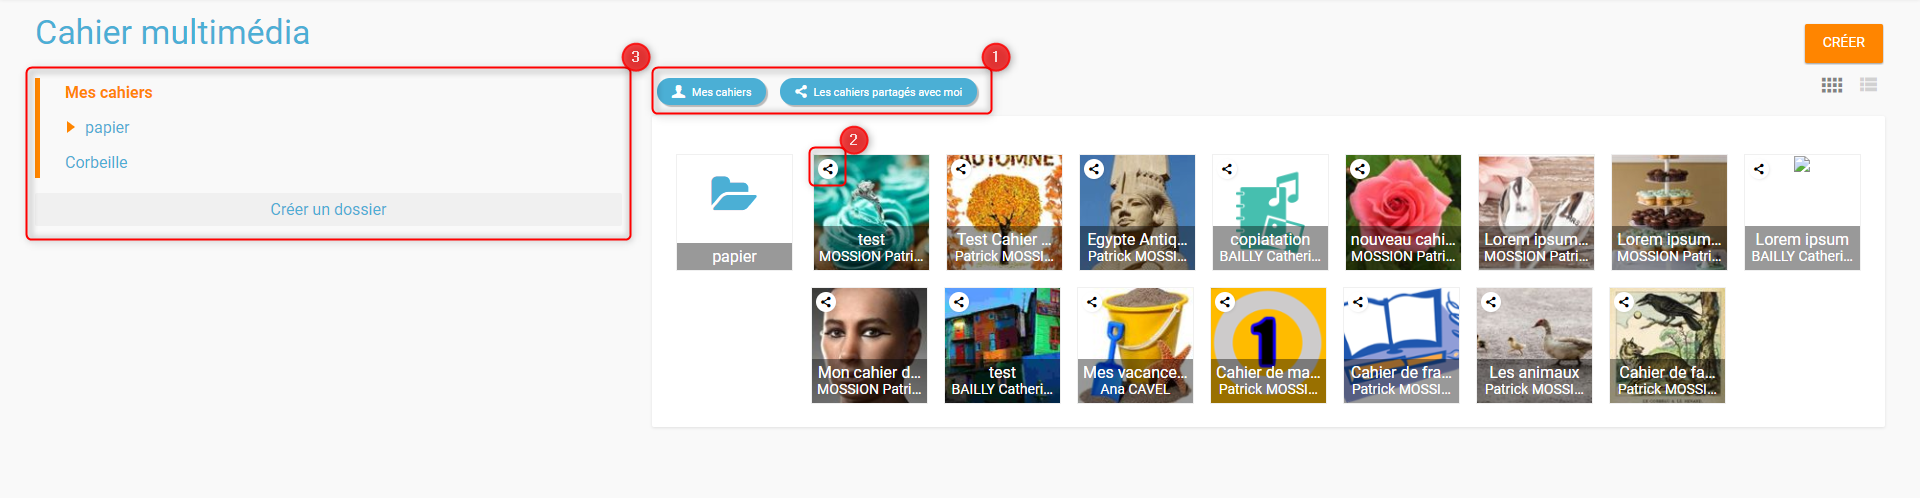 Cahier multimédia
CRÉER
3
1
Mes cahiers
papier
Corbeille
Créer un dossier
Mes cahiers
Les cahiers partagés avec moi
2
papier
test
MOSSION Patri...
AUTOMNE
Test Cahier ...
Patrick MOSSI...
Egypte Antiq...
Patrick MOSSI...
copiatation
BAILLY Catheri...
nouveau cahi...
MOSSION Patri...
Lorem ipsum...
MOSSION Patri...
Lorem ipsum...
MOSSION Patri...
Lorem ipsum
BAILLY Catheri...
Mon cahier d...
MOSSION Patri...
test
BAILLY Catheri...
Mes vacance...
Ana CAVEL
1
Cahier de ma...
Patrick MOSSI...
Cahier de fra...
Patrick MOSSI...
Les animaux
Patrick MOSSI...
Cahier de fa...
Patrick MOSSI...